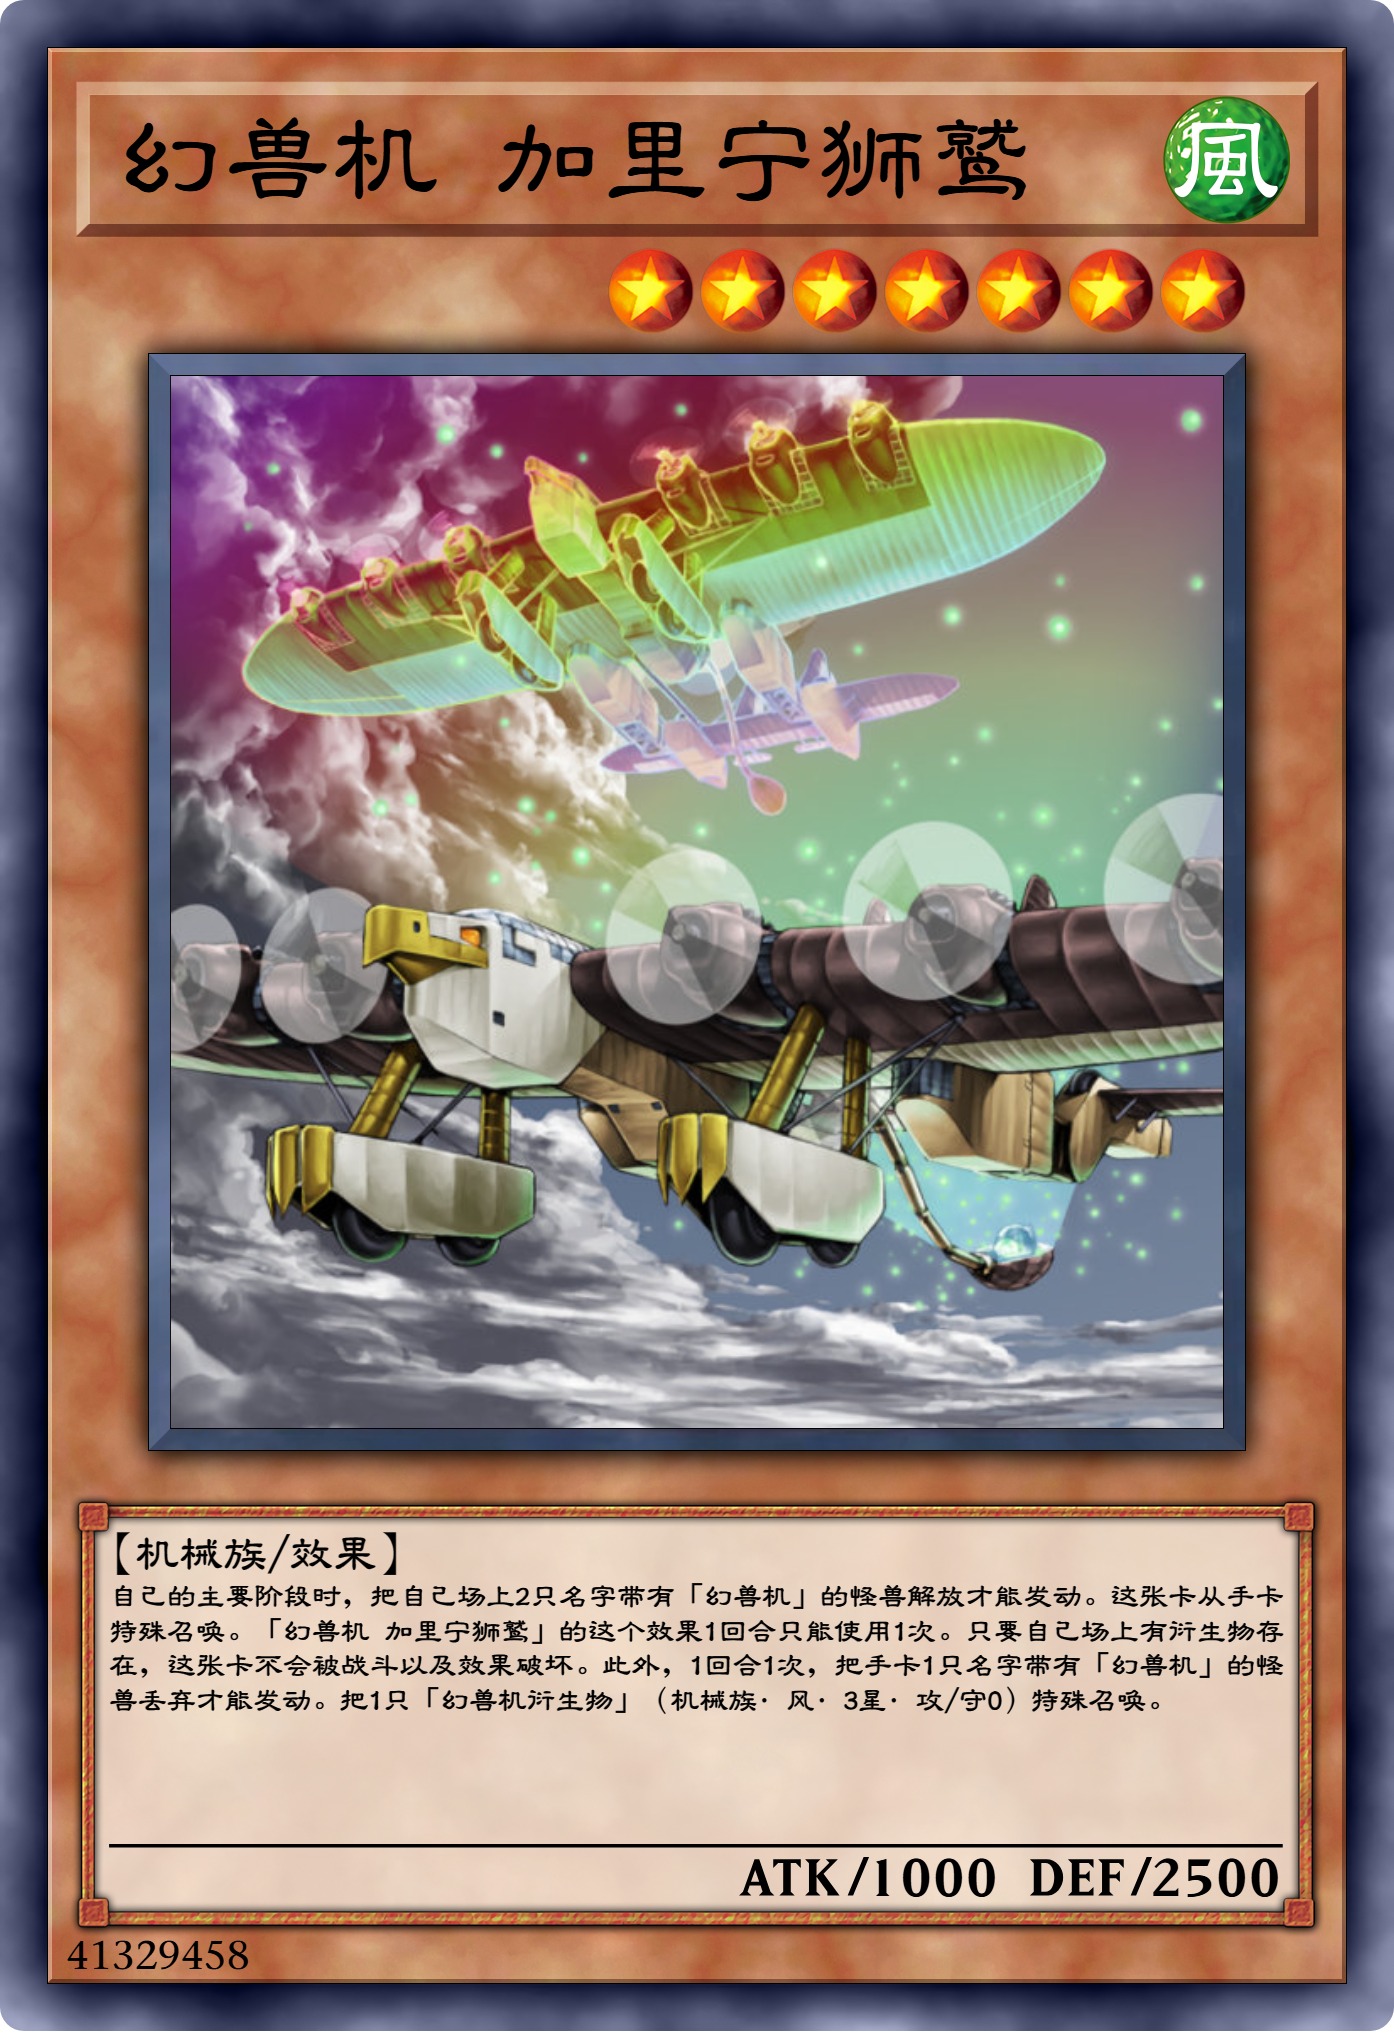 幻兽机 加里宁狮鹫
風
【机械族/效果】
自己的主要阶段时，把自己场上2只名字带有「幻兽机」的怪兽解放才能发动。这张卡从手卡
特殊召唤。「幻兽机 加里宁狮鹫」的这个效果1回合只能使用1次。只要自己场上有衍生物存
在，这张卡不会被战斗以及效果破坏。此外，1回合1次，把手卡1只名字带有「幻兽机」的怪
兽丢弃才能发动。把1只「幻兽机衍生物」（机械族·风·3星·攻/守0）特殊召唤。
ATK/1000 DEF/2500
41329458